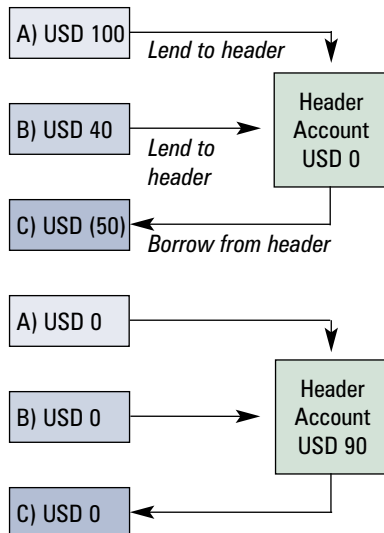 A) USD 100
Lend to header
Header
Account
USD 0
B) USD 40
Lend to
header
C) USD (50)
Borrow from header
A) USD 0
Header
Account
USD 90
B) USD 0
C) USD 0